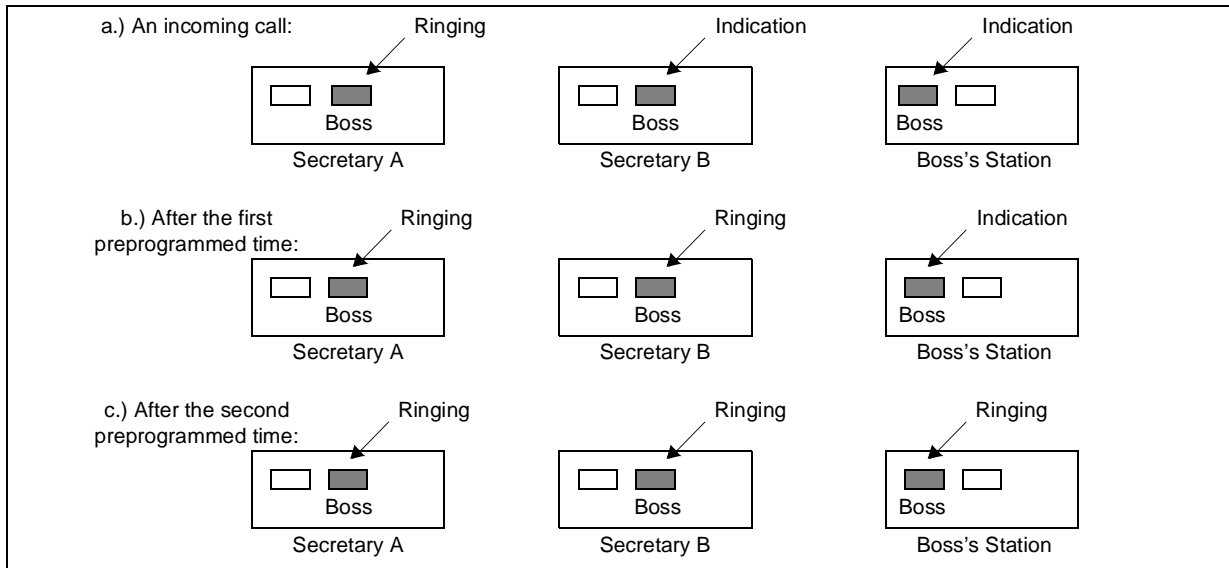 a.) An incoming call:
Ringing
Indication
Indication
Boss
Boss
Boss
Secretary A
Secretary B
Boss's Station
b.) After the first
preprogrammed time:
Ringing
Ringing
Indication
Boss
Boss
Boss
Secretary A
Secretary B
Boss's Station
c.) After the second
preprogrammed time:
Ringing
Ringing
Ringing
Boss
Boss
Boss
Secretary A
Secretary B
Boss's Station